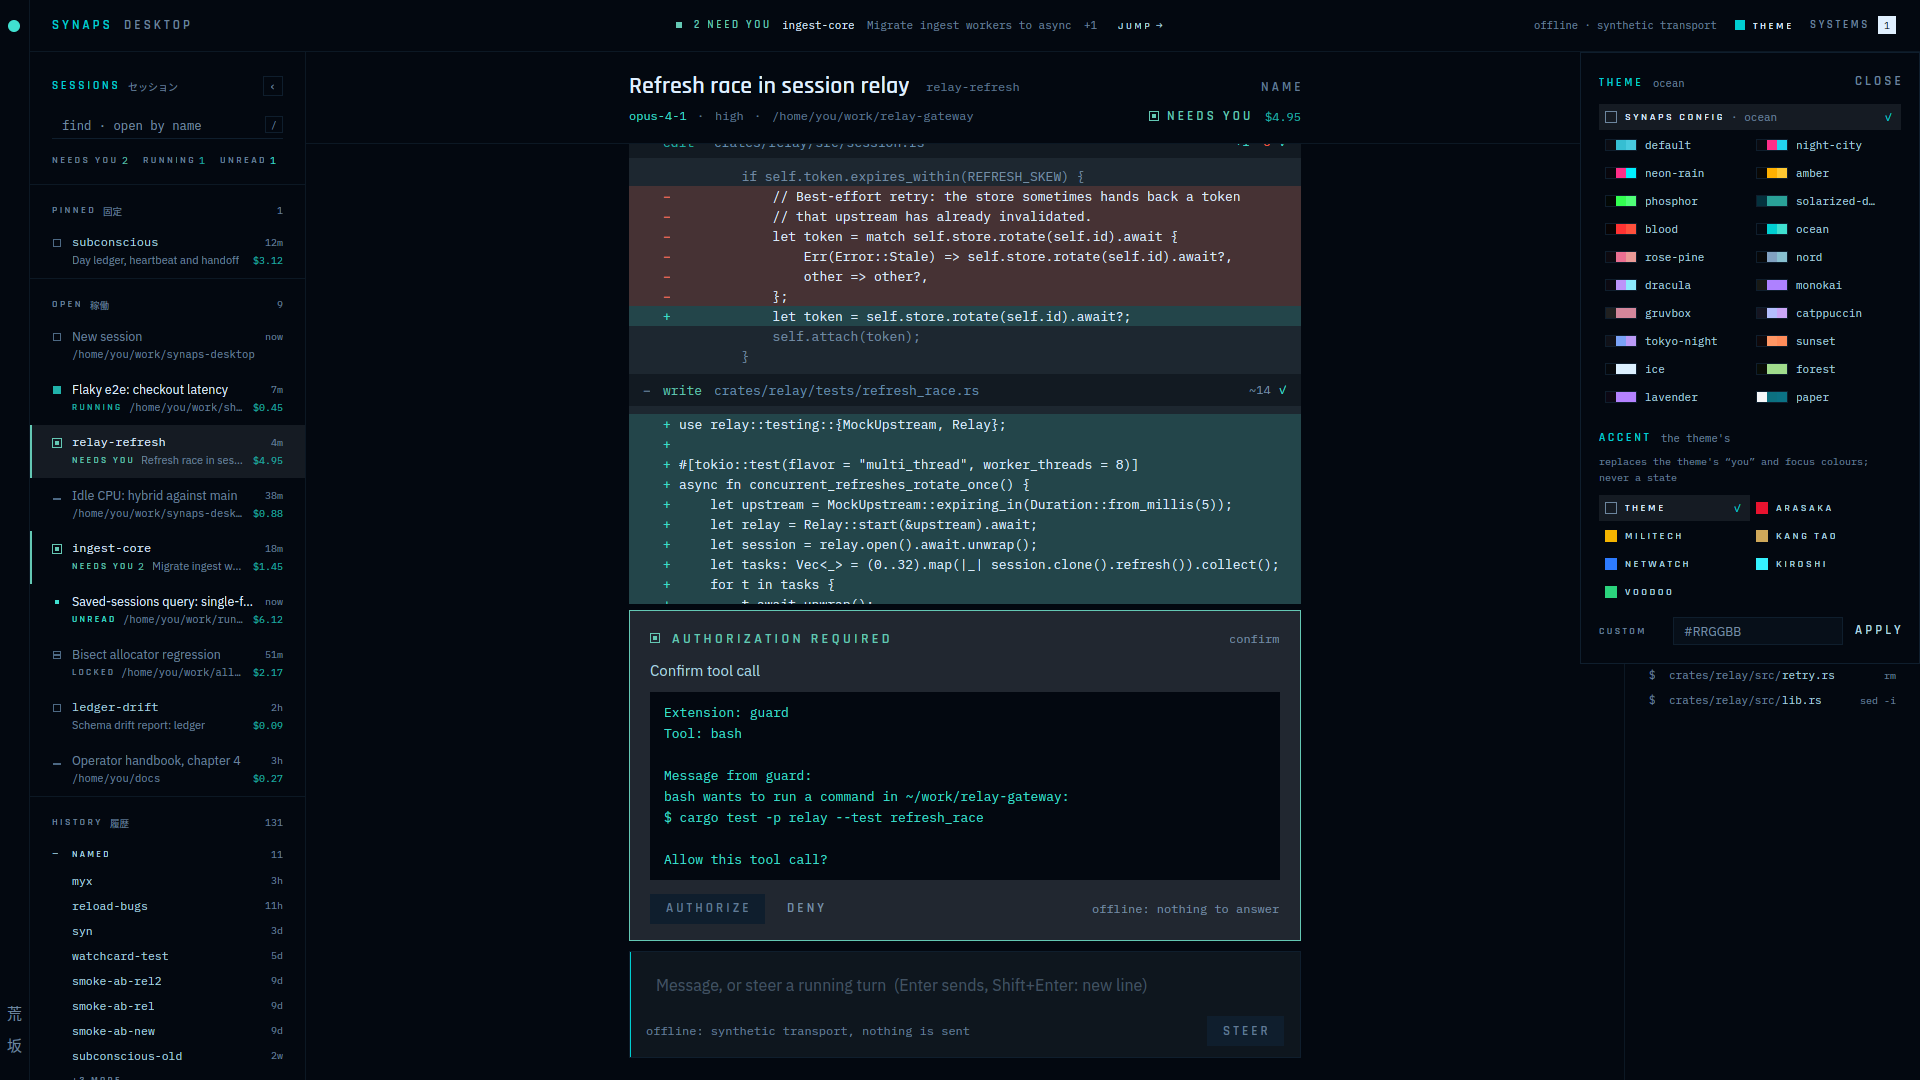 SYNAPS DESKTOP
2 NEED YOU ingest-core Migrate ingest workers to async +1 JUMP →
offline · synthetic transport THEME SYSTEMS 1
SESSIONS セッション ‹
find · open by name /
NEEDS YOU 2 RUNNING 1 UNREAD 1
PINNED 固定 1
subconscious 12m
Day ledger, heartbeat and handoff $3.12
OPEN 稼働 9
New session now
/home/you/work/synaps-desktop
Flaky e2e: checkout latency 7m
RUNNING /home/you/work/sh… $0.45
relay-refresh 4m
NEEDS YOU Refresh race in ses… $4.95
Idle CPU: hybrid against main 38m
/home/you/work/synaps-desk… $0.88
ingest-core 18m
NEEDS YOU 2 Migrate ingest w… $1.45
Saved-sessions query: single-f… now
UNREAD /home/you/work/run… $6.12
Bisect allocator regression 51m
LOCKED /home/you/work/all… $2.17
ledger-drift 2h
Schema drift report: ledger $0.09
Operator handbook, chapter 4 3h
/home/you/docs $0.27
HISTORY 履歴 131
− NAMED 11
myx 3h
reload-bugs 11h
syn 3d
watchcard-test 5d
smoke-ab-rel2 9d
smoke-ab-rel 9d
smoke-ab-new 9d
subconscious-old 2w
荒
坂
Refresh race in session relay relay-refresh NAME
opus-4-1 · high · /home/you/work/relay-gateway NEEDS YOU $4.95
edit crates/relay/src/session.rs
if self.token.expires_within(REFRESH_SKEW) {
− // Best-effort retry: the store sometimes hands back a token
− // that upstream has already invalidated.
− let token = match self.store.rotate(self.id).await {
− Err(Error::Stale) => self.store.rotate(self.id).await?,
− other => other?,
− };
+ let token = self.store.rotate(self.id).await?;
self.attach(token);
}
− write crates/relay/tests/refresh_race.rs ~14 ✓
+ use relay::testing::{MockUpstream, Relay};
+
+ #[tokio::test(flavor = "multi_thread", worker_threads = 8)]
+ async fn concurrent_refreshes_rotate_once() {
+ let upstream = MockUpstream::expiring_in(Duration::from_millis(5));
+ let relay = Relay::start(&upstream).await;
+ let session = relay.open().await.unwrap();
+ let tasks: Vec<_> = (0..32).map(|_| session.clone().refresh()).collect();
+ for t in tasks {
+ t.await.unwrap();
AUTHORIZATION REQUIRED confirm
Confirm tool call
Extension: guard
Tool: bash
Message from guard:
bash wants to run a command in ~/work/relay-gateway:
$ cargo test -p relay --test refresh_race
Allow this tool call?
AUTHORIZE DENY offline: nothing to answer
Message, or steer a running turn (Enter sends, Shift+Enter: new line)
offline: synthetic transport, nothing is sent STEER
THEME ocean CLOSE
SYNAPS CONFIG · ocean ✓
default night-city
neon-rain amber
phosphor solarized-d…
blood ocean
rose-pine nord
dracula monokai
gruvbox catppuccin
tokyo-night sunset
ice forest
lavender paper
ACCENT the theme's
replaces the theme's “you” and focus colours;
never a state
THEME ✓ ARASAKA
MILITECH KANG TAO
NETWATCH KIROSHI
VOODOO
CUSTOM #RRGGBB APPLY
$ crates/relay/src/retry.rs rm
$ crates/relay/src/lib.rs sed -i